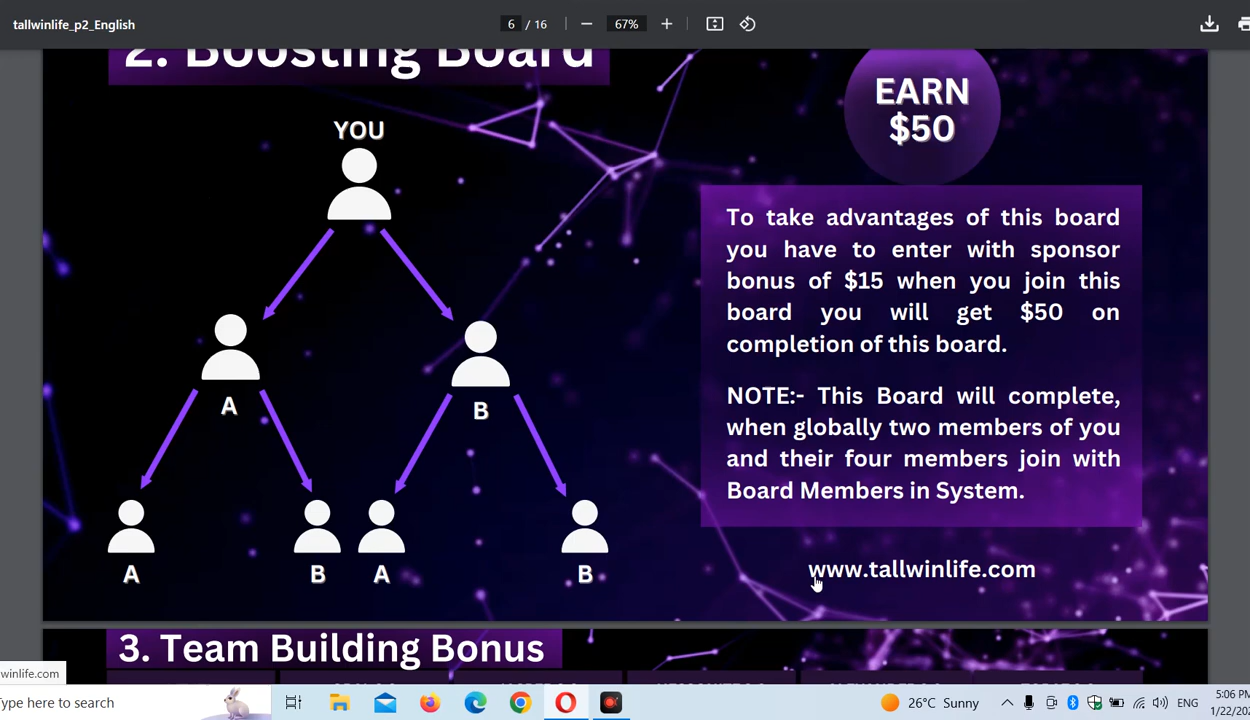 tallwinlife_p2_English
6 / 16
67%
2. Boosting Board
EARN
$50
YOU
A
B
A
B
A
B
To take advantages of this board
you have to enter with sponsor
bonus of $15 when you join this
board you will get $50 on
completion of this board.
NOTE:- This Board will complete,
when globally two members of you
and their four members join with
Board Members in System.
www.tallwinlife.com
3. Team Building Bonus
winlife.com
Type here to search
26°C Sunny
ENG
5:06 PM
1/22/202